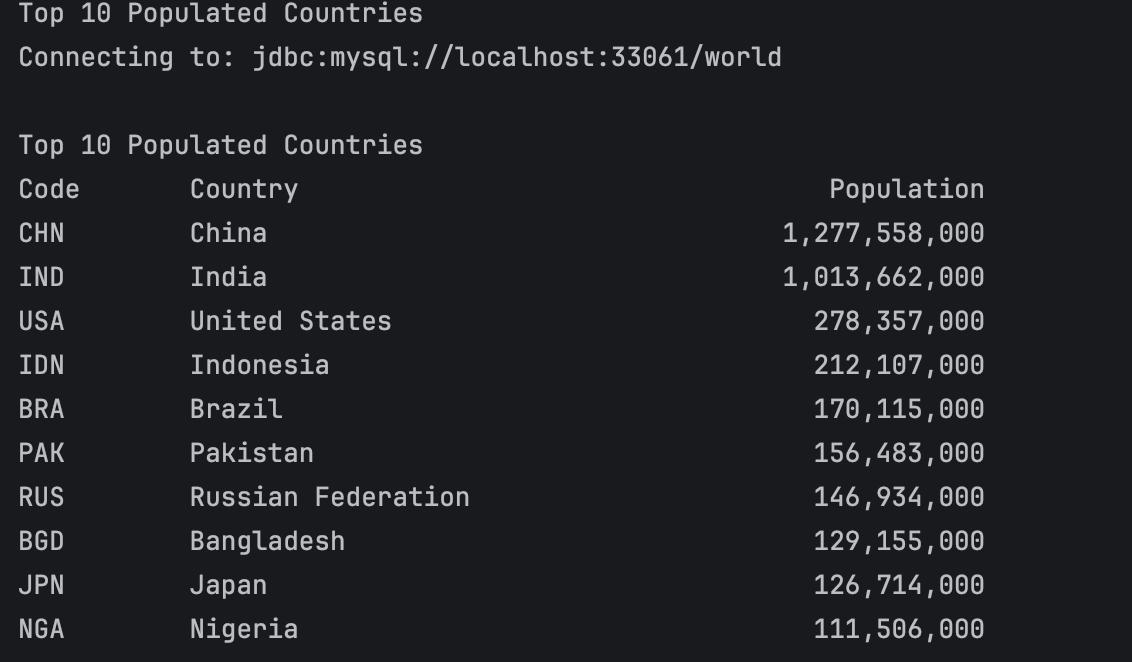 Top 10 Populated Countries
Connecting to: jdbc:mysql://localhost:33061/world
Top 10 Populated Countries
Code Country Population
CHN China 1,277,558,000
IND India 1,013,662,000
USA United States 278,357,000
IDN Indonesia 212,107,000
BRA Brazil 170,115,000
PAK Pakistan 156,483,000
RUS Russian Federation 146,934,000
BGD Bangladesh 129,155,000
JPN Japan 126,714,000
NGA Nigeria 111,506,000